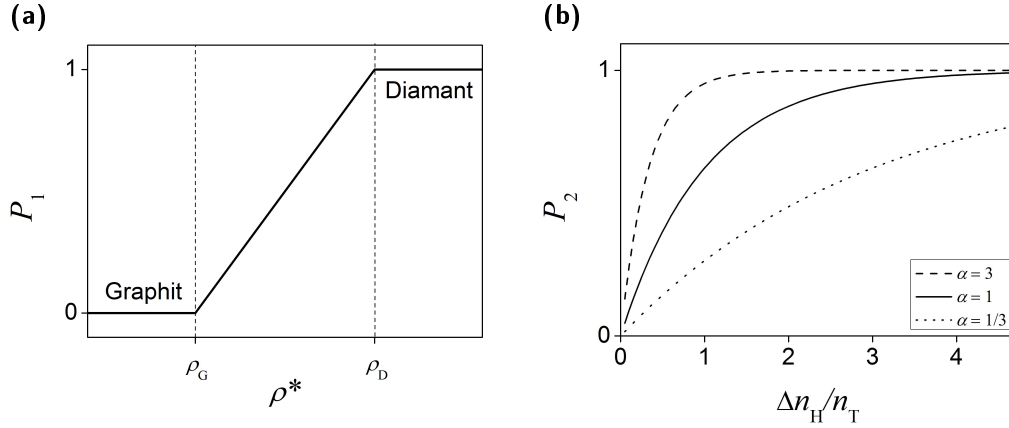 (a)
1
Diamant
P₁
Graphit
0
ρG
ρD
ρ*
(b)
1
P₂
α = 3
α = 1
α = 1/3
0
0
1
2
3
4
ΔnH/nT